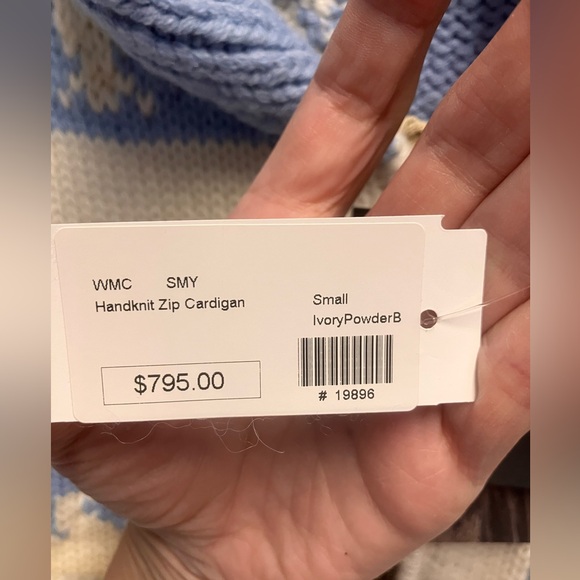 WMC SMY
Handknit Zip Cardigan
Small
IvoryPowderB
$795.00
# 19896